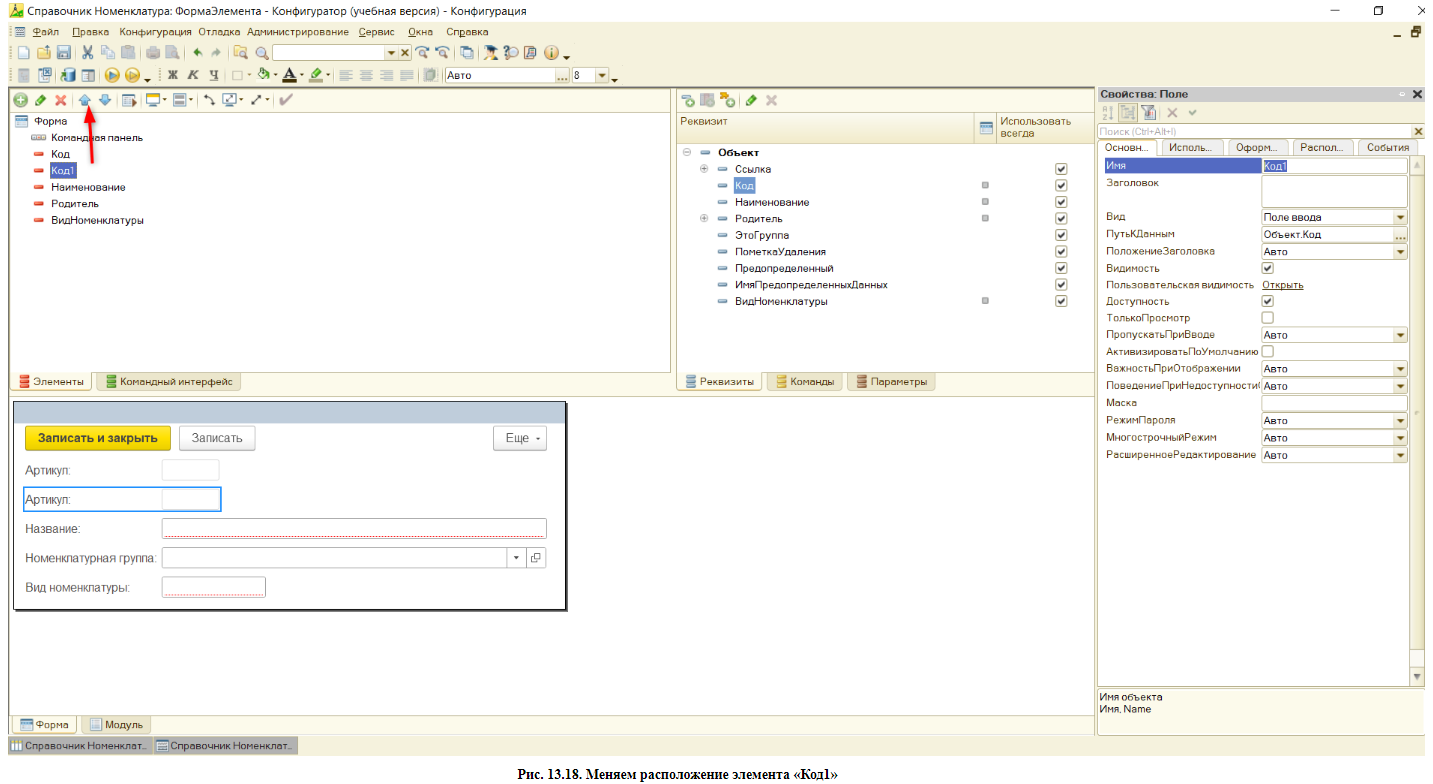 Справочник Номенклатура: ФормаЭлемента - Конфигуратор (учебная версия) - Конфигурация
Файл Правка Конфигурация Отладка Администрирование Сервис Окна Справка
Ж К Ч Авто ... 8
Форма
Командная панель
Код
Код1
Наименование
Родитель
ВидНоменклатуры
Элементы Командный интерфейс
Реквизит Использовать всегда
Объект
Ссылка
Код
Наименование
Родитель
ЭтоГруппа
ПометкаУдаления
Предопределенный
ИмяПредопределенныхДанных
ВидНоменклатуры
Реквизиты Команды Параметры
Записать и закрыть Записать Еще
Артикул:
Артикул:
Название:
Номенклатурная группа:
Вид номенклатуры:
Форма Модуль
Справочник Номенклат... Справочник Номенклат...
Свойства: Поле
Поиск (Ctrl+Alt+I)
Основн... Исполь... Оформ... Распол... События
Имя Код1
Заголовок
Вид Поле ввода
ПутьКДанным Объект.Код ...
ПоложениеЗаголовка Авто
Видимость
Пользовательская видимость Открыть
Доступность
ТолькоПросмотр
ПропускатьПриВводе Авто
АктивизироватьПоУмолчанию
ВажностьПриОтображении Авто
ПоведениеПриНедоступности Авто
Маска
РежимПароля Авто
МногострочныйРежим Авто
РасширенноеРедактирование Авто
Имя объекта
Имя, Name
Рис. 13.18. Меняем расположение элемента «Код1»